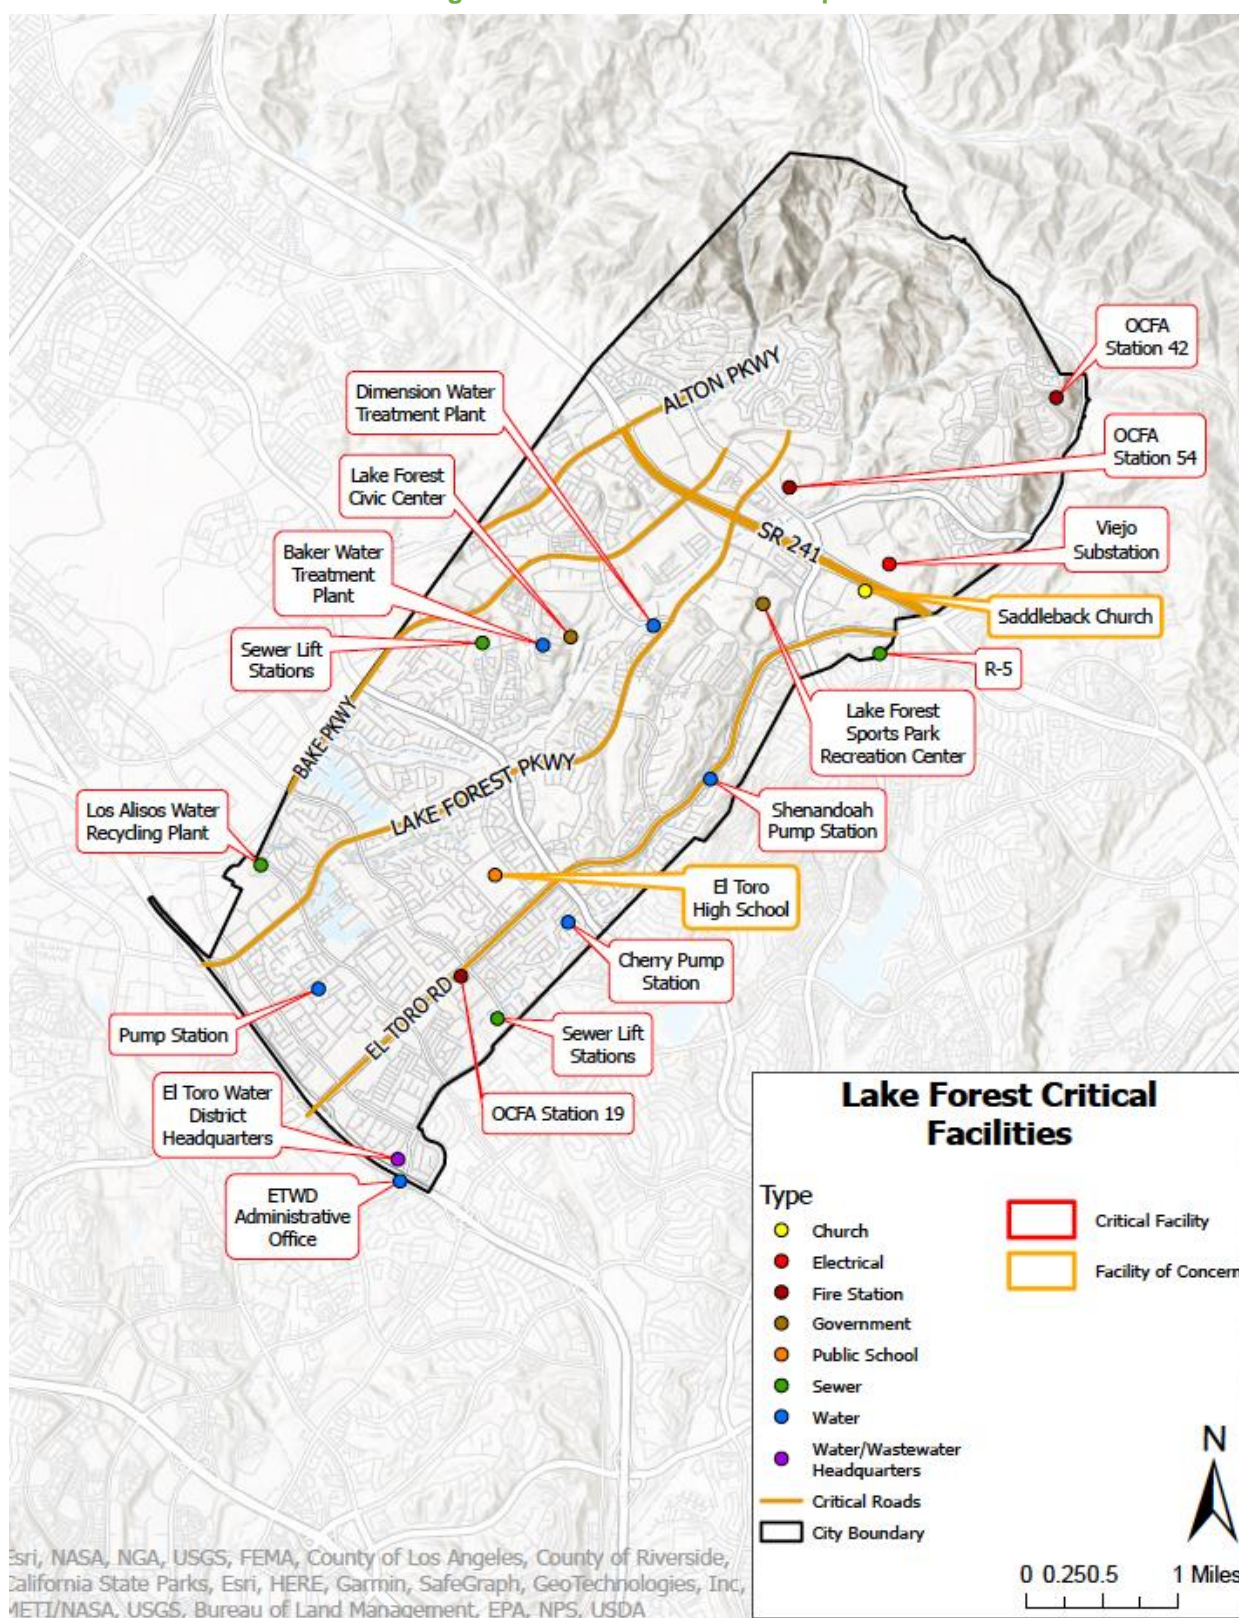 OCFA
Station 42
ALTON PKWY
Dimension Water
Treatment Plant
OCFA
Station 54
Lake Forest
Civic Center
SR 241
Viejo
Substation
Baker Water
Treatment
Plant
Saddleback Church
Sewer Lift
Stations
R-5
Lake Forest
Sports Park
Recreation Center
BAKE PKWY
LAKE FOREST PKWY
Los Alisos Water
Recycling Plant
Shenandoah
Pump Station
El Toro
High School
Cherry Pump
Station
EL TORO RD
Pump Station
Sewer Lift
Stations
El Toro Water
District
Headquarters
OCFA Station 19
ETWD
Administrative
Office
Lake Forest Critical
Facilities
Type
Church
Electrical
Fire Station
Government
Public School
Sewer
Water
Water/Wastewater
Headquarters
Critical Roads
City Boundary
Critical Facility
Facility of Concern
N
0 0.25 0.5 1 Miles
Esri, NASA, NGA, USGS, FEMA, County of Los Angeles, County of Riverside,
California State Parks, Esri, HERE, Garmin, SafeGraph, GeoTechnologies, Inc,
METI/NASA, USGS, Bureau of Land Management, EPA, NPS, USDA